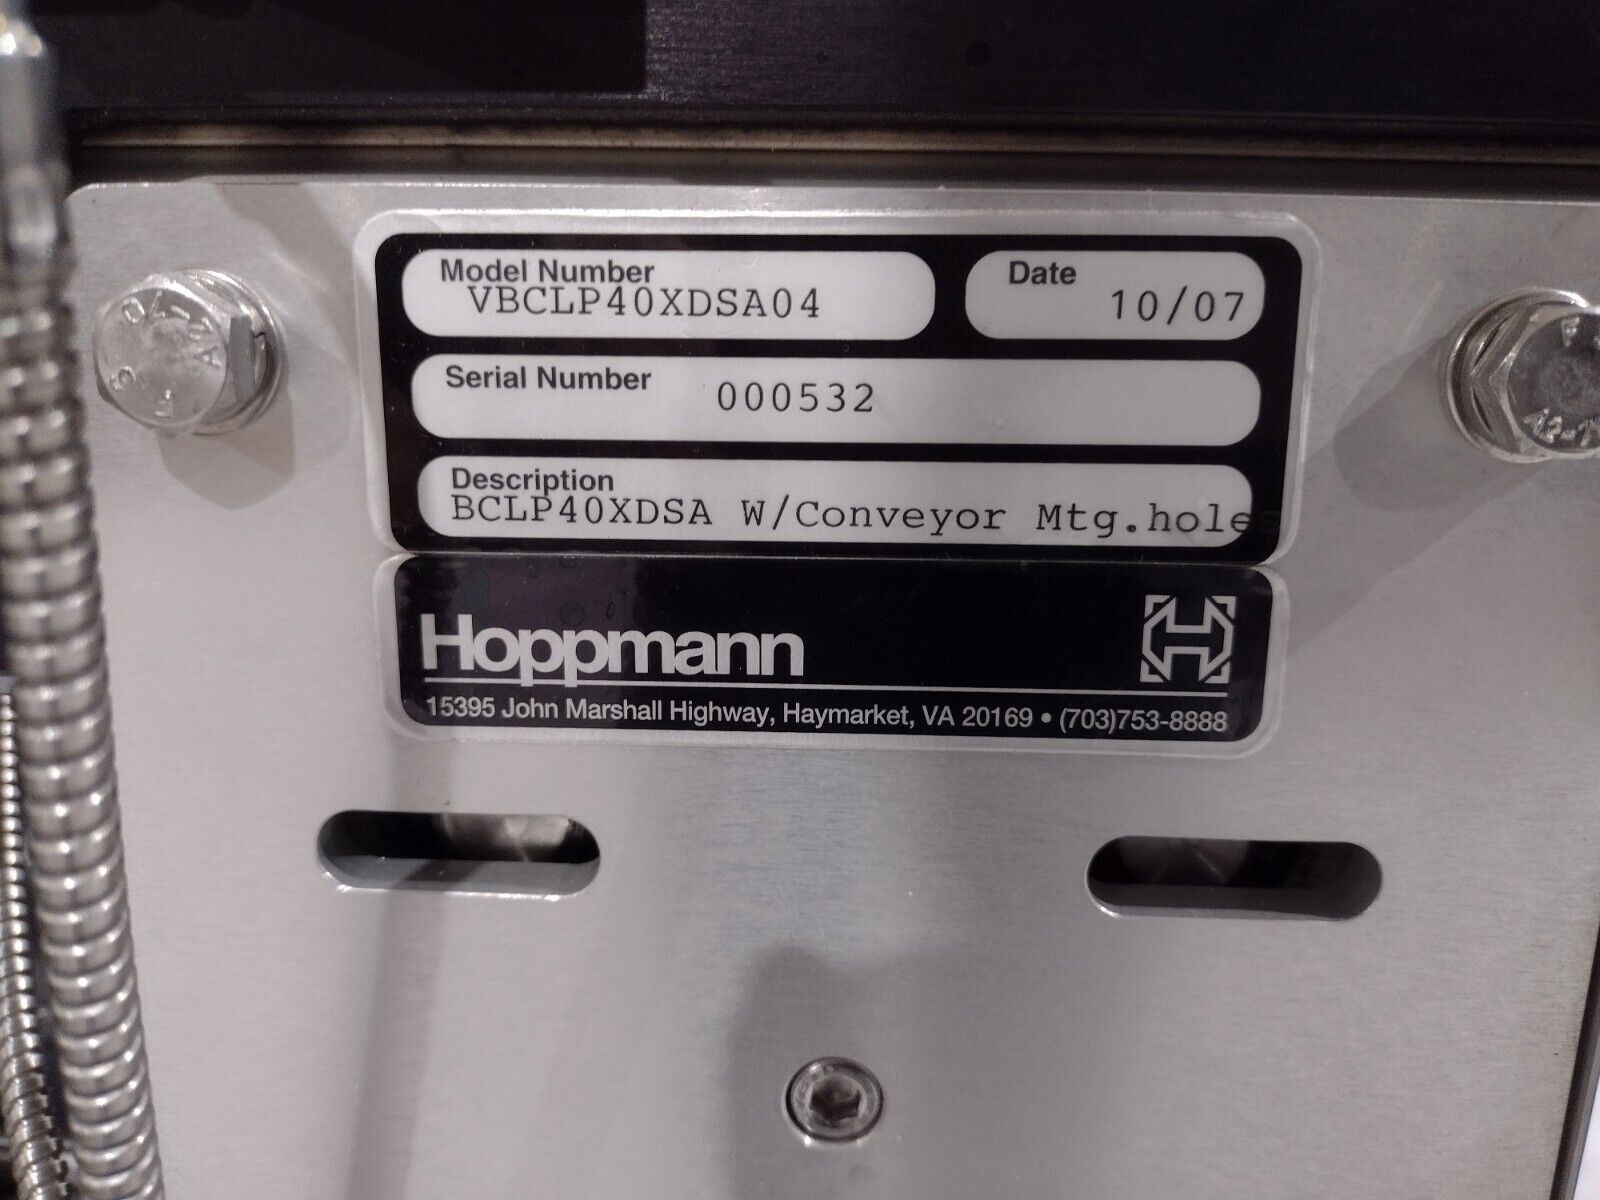 Model Number
VBCLP40XDSA04
Date
10/07
Serial Number 000532
Description
BCLP40XDSA W/Conveyor Mtg.holes
Hoppmann
15395 John Marshall Highway, Haymarket, VA 20169 • (703)753-8888